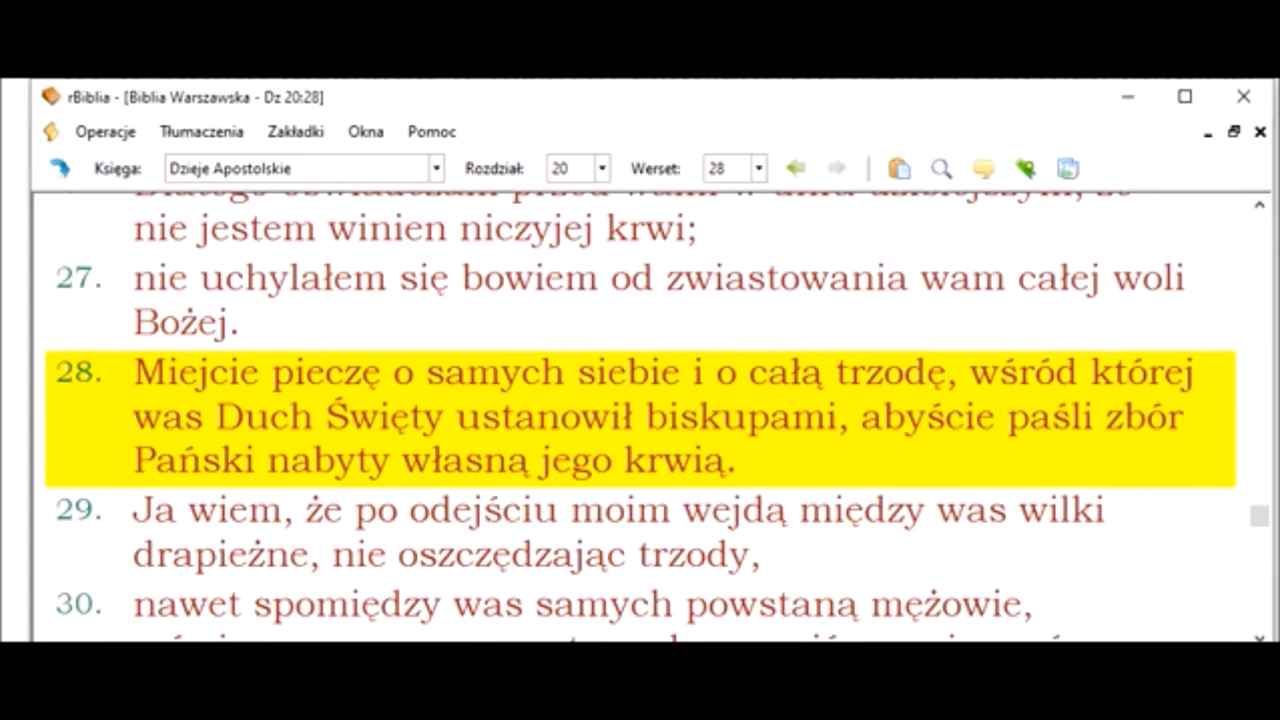 rBiblia - [Biblia Warszawska - Dz 20:28]
Operacje Tłumaczenia Zakładki Okna Pomoc
Księga: Dzieje Apostolskie Rozdział: 20 Werset: 28
nie jestem winien niczyjej krwi;
27. nie uchylałem się bowiem od zwiastowania wam całej woli
Bożej.
28. Miejcie pieczę o samych siebie i o całą trzodę, wśród której
was Duch Święty ustanowił biskupami, abyście paśli zbór
Pański nabyty własną jego krwią.
29. Ja wiem, że po odejściu moim wejdą między was wilki
drapieżne, nie oszczędzając trzody,
30. nawet spomiędzy was samych powstaną mężowie,